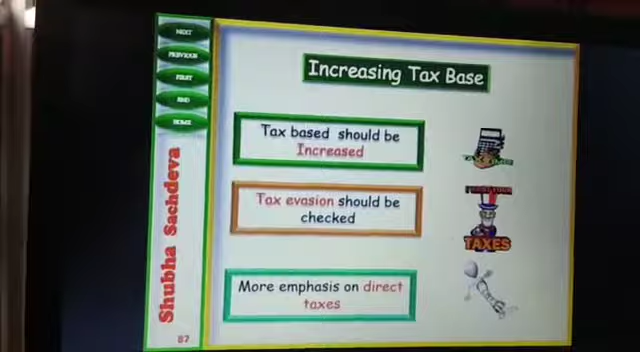 NEXT
PREVIOUS
FIRST
END
HOME
Shubha Sachdeva
87
Increasing Tax Base
Tax based should be
Increased
Tax evasion should be
checked
More emphasis on direct
taxes
TAXES